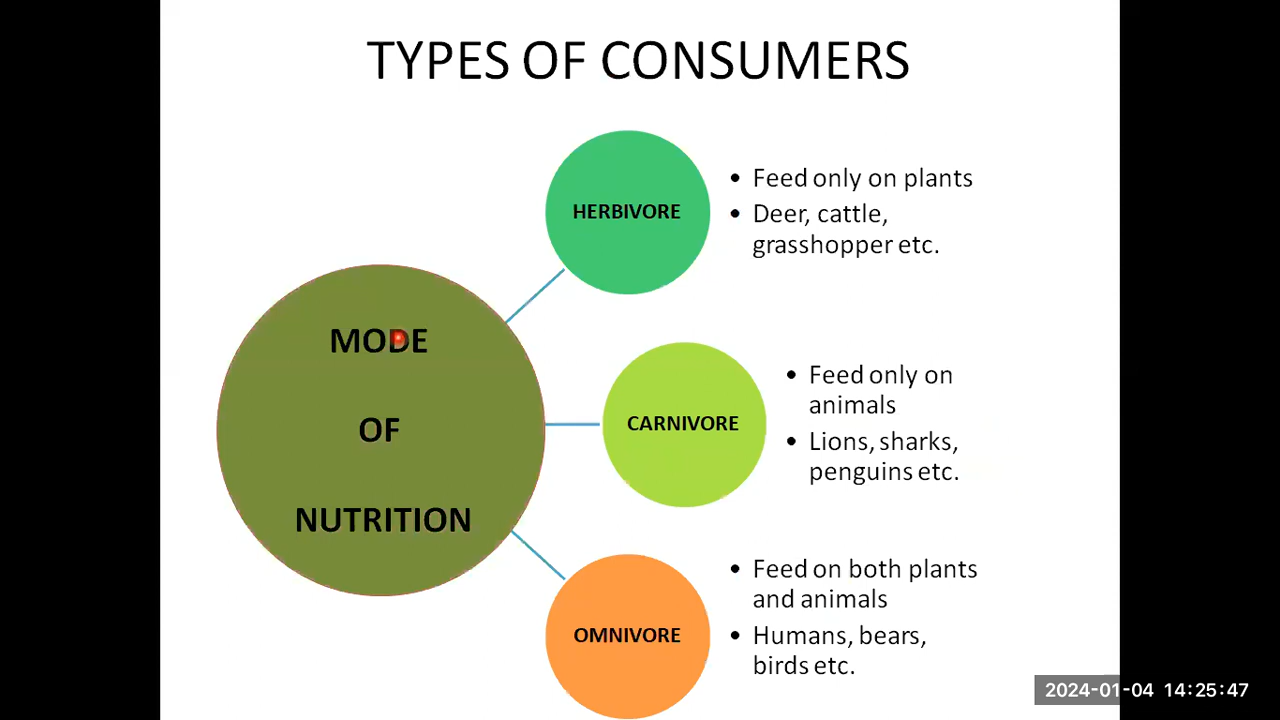 TYPES OF CONSUMERS
HERBIVORE
• Feed only on plants
• Deer, cattle,
grasshopper etc.
MODE
OF
NUTRITION
CARNIVORE
• Feed only on
animals
• Lions, sharks,
penguins etc.
OMNIVORE
• Feed on both plants
and animals
• Humans, bears,
birds etc.
2024-01-04 14:25:47